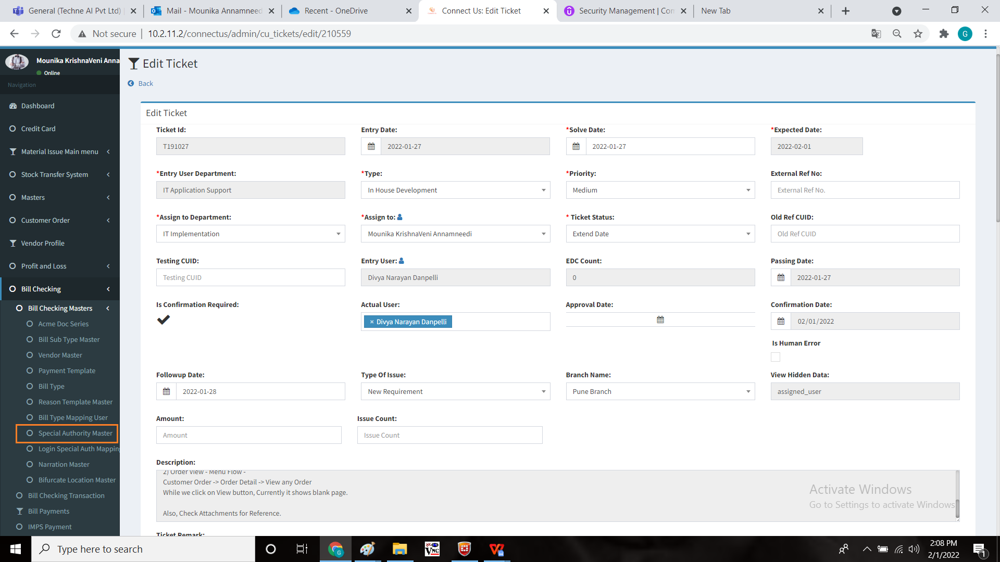 General (Techne AI Pvt Ltd)
Mail - Mounika Annamneed
Recent - OneDrive
Connect Us: Edit Ticket
Security Management | Con
New Tab
Not secure
10.2.11.2/connectus/admin/cu_tickets/edit/210559
G
Mounika KrishnaVeni Anna
Online
Navigation
Dashboard
Credit Card
Material Issue Main menu
Stock Transfer System
Masters
Customer Order
Vendor Profile
Profit and Loss
Bill Checking
Bill Checking Masters
Acme Doc Series
Bill Sub Type Master
Vendor Master
Payment Template
Bill Type
Reason Template Master
Bill Type Mapping User
Special Authority Master
Login Special Auth Mapping
Narration Master
Bifurcate Location Master
Bill Checking Transaction
Bill Payments
IMPS Payment
Edit Ticket
Back
Edit Ticket
Ticket Id: Entry Date: *Solve Date: *Expected Date:
T191027 2022-01-27 2022-01-27 2022-02-01
*Entry User Department: *Type: *Priority: External Ref No:
IT Application Support In House Development Medium External Ref No.
*Assign to Department: *Assign to: * Ticket Status: Old Ref CUID:
IT Implementation Mounika KrishnaVeni Annamneedi Extend Date Old Ref CUID
Testing CUID: Entry User: EDC Count: Passing Date:
Testing CUID Divya Narayan Danpelli 0 2022-01-27
Is Confirmation Required: Actual User: Approval Date: Confirmation Date:
× Divya Narayan Danpelli 02/01/2022
Is Human Error
Followup Date: Type Of Issue: Branch Name: View Hidden Data:
2022-01-28 New Requirement Pune Branch assigned_user
Amount: Issue Count:
Amount Issue Count
Description:
2) Order View - Menu Flow -
Customer Order -> Order Detail -> View any Order
While we click on View button, Currently it shows blank page.
Also, Check Attachments for Reference.
Activate Windows
Go to Settings to activate Windows
Ticket Remark:
Type here to search
G
VNC
2:08 PM
2/1/2022
1